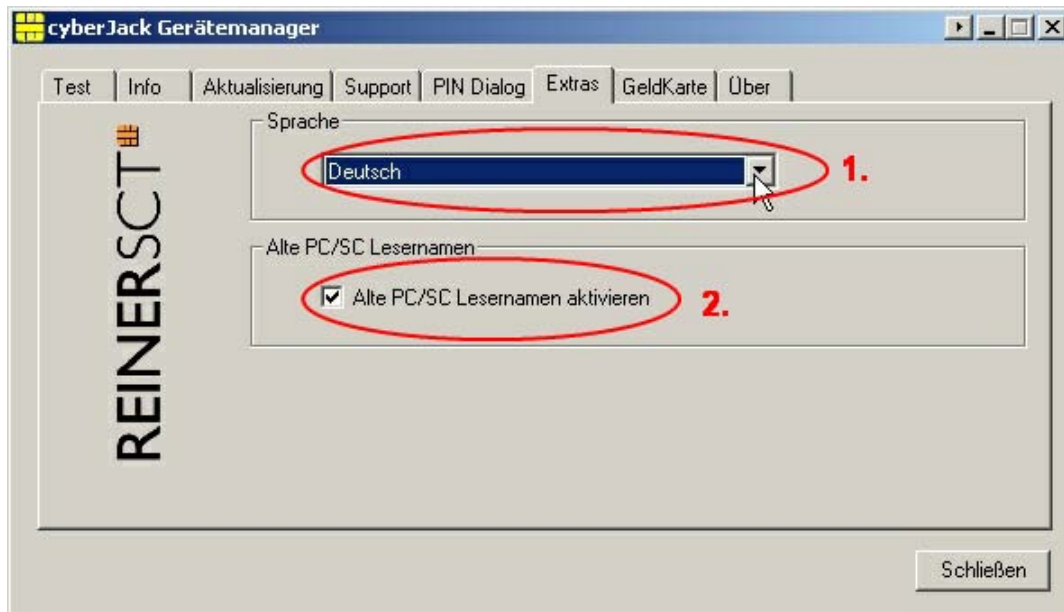 cyberJack Gerätemanager
Test Info Aktualisierung Support PIN Dialog Extras GeldKarte Über
REINERSCT
Sprache
Deutsch
1.
Alte PC/SC Lesernamen
Alte PC/SC Lesernamen aktivieren
2.
Schließen